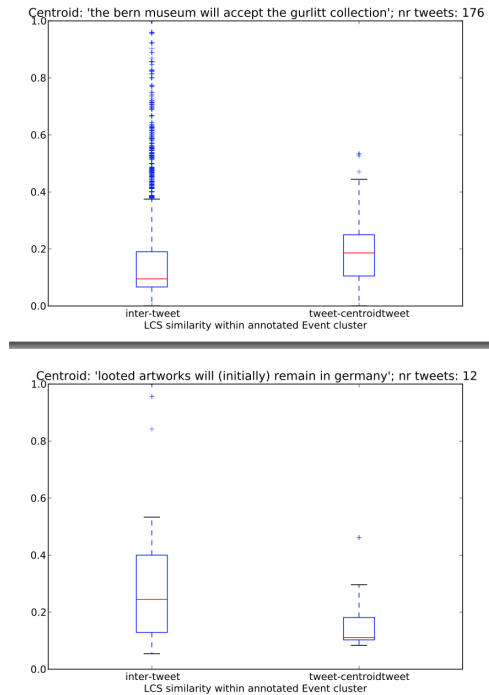 Centroid: 'the bern museum will accept the gurlitt collection'; nr tweets: 176
1.0
0.8
0.6
0.4
0.2
0.0
inter-tweet tweet-centroidtweet
LCS similarity within annotated Event cluster
Centroid: 'looted artworks will (initially) remain in germany'; nr tweets: 12
1.0
0.8
0.6
0.4
0.2
0.0
inter-tweet tweet-centroidtweet
LCS similarity within annotated Event cluster